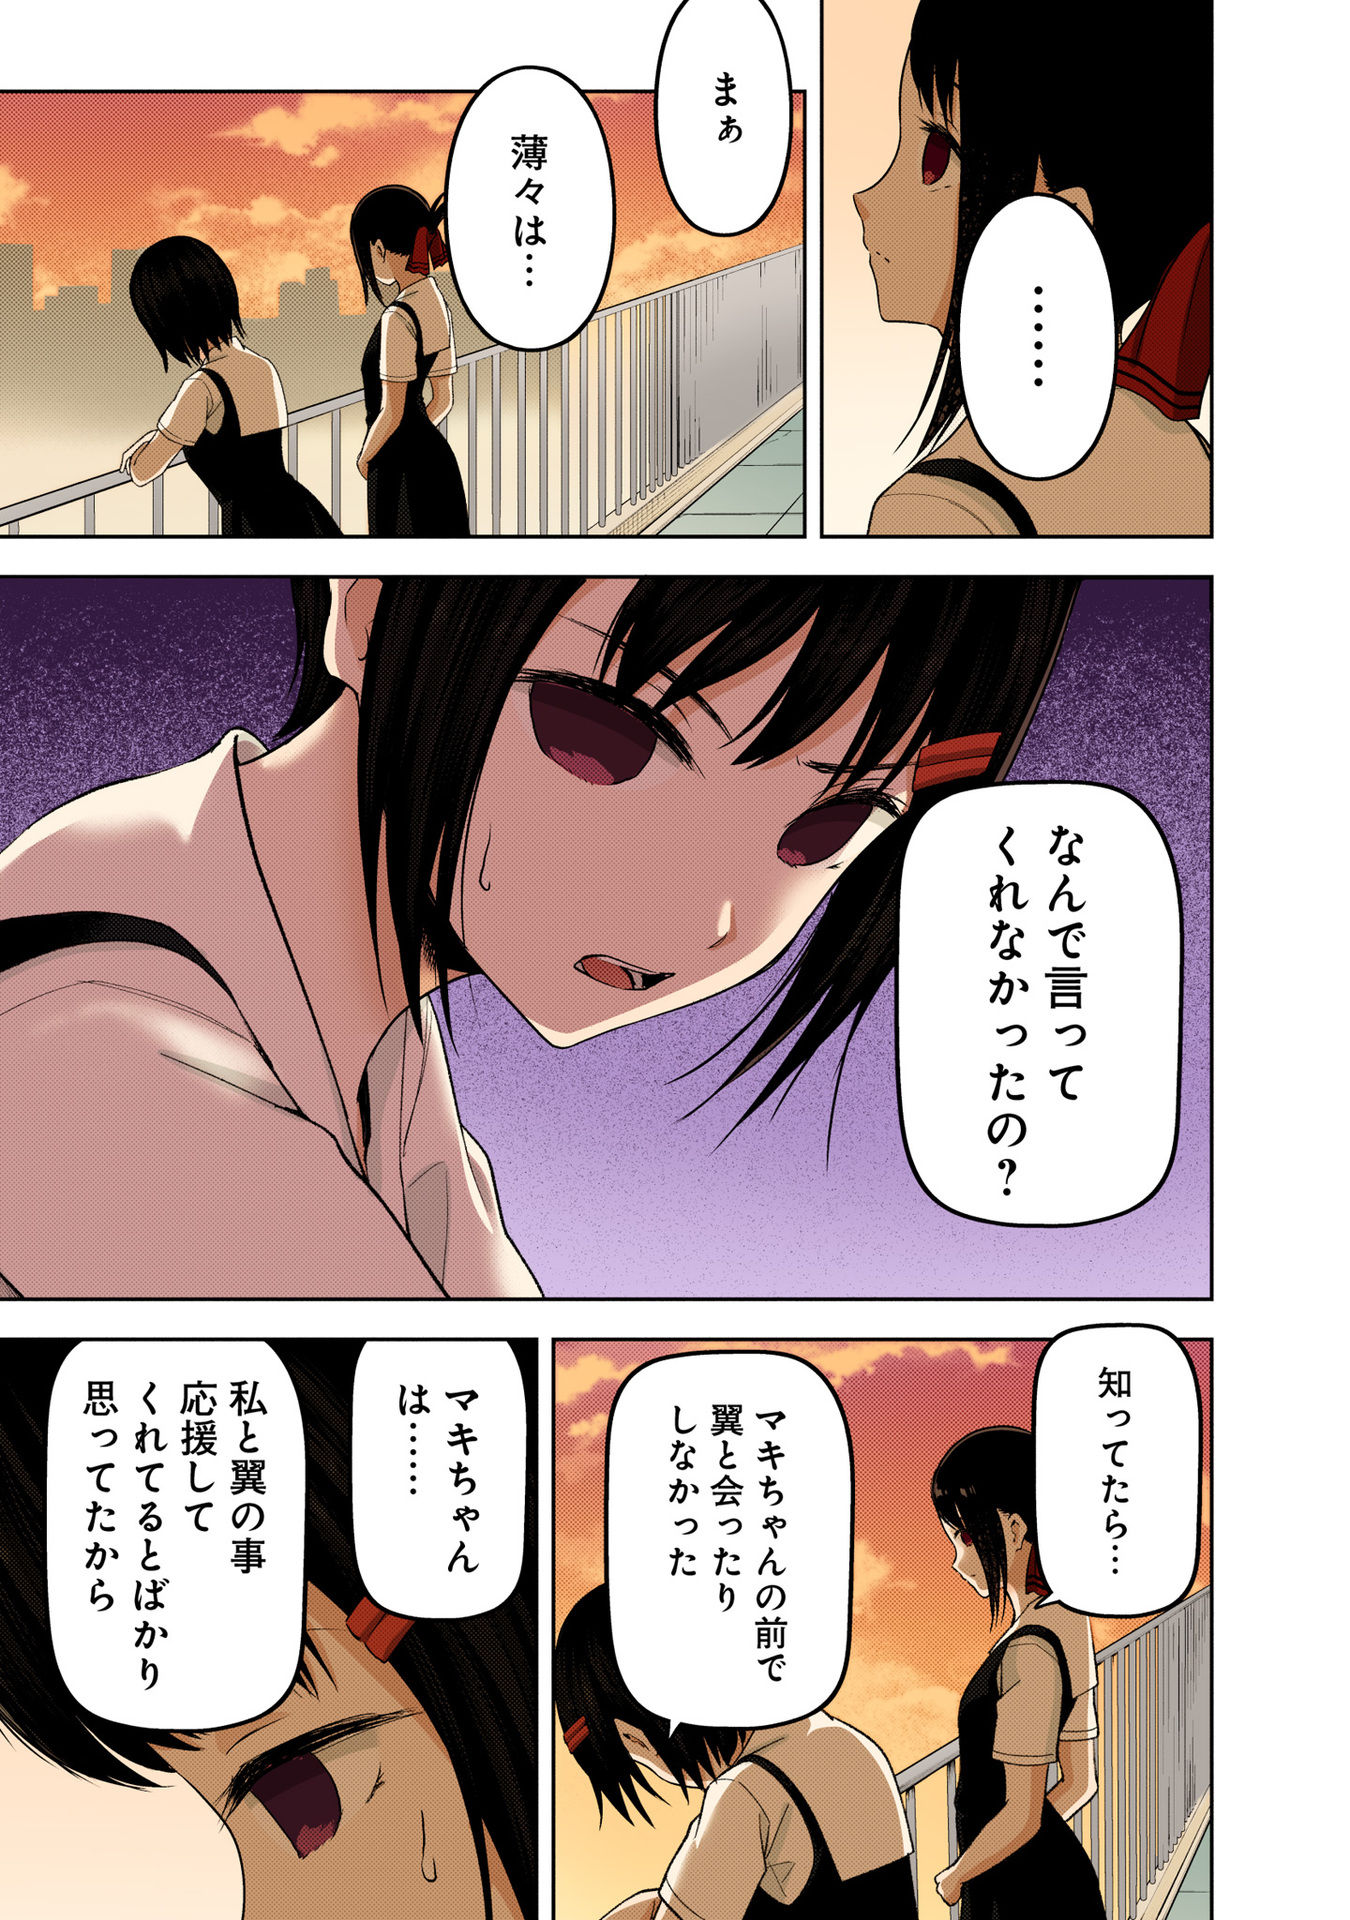 ……
まぁ
薄々は…
なんで言って
くれなかったの？
知ってたら…
マキちゃんの前で
翼と会ったり
しなかった
マキちゃん
は……
私と翼の事
応援して
くれてるとばかり
思ってたから